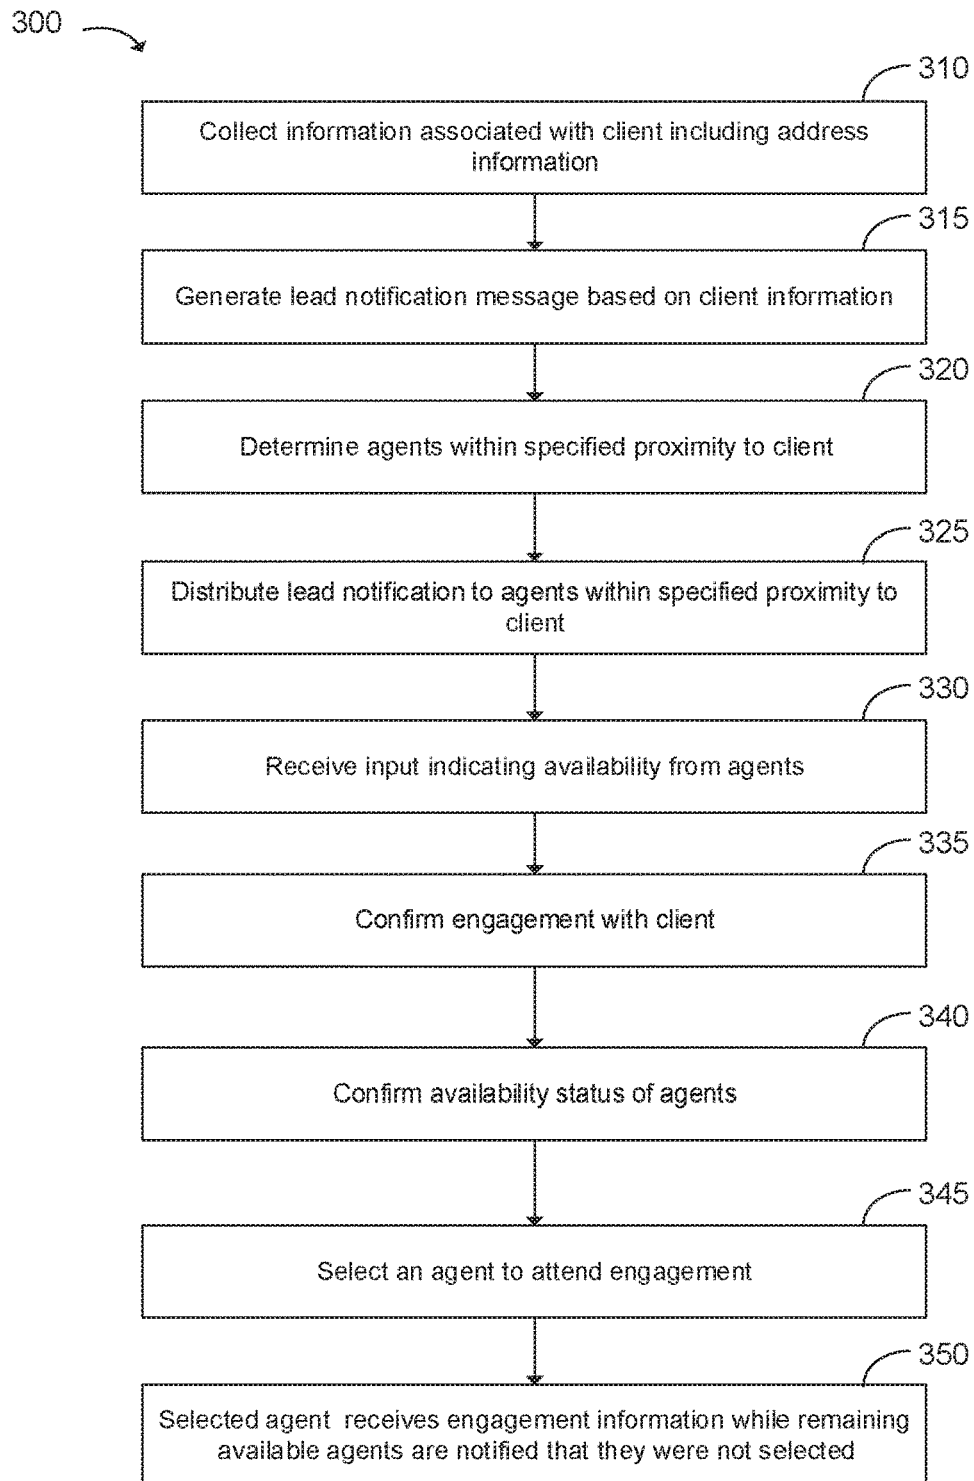 300
310
Collect information associated with client including address
information
315
Generate lead notification message based on client information
320
Determine agents within specified proximity to client
325
Distribute lead notification to agents within specified proximity to
client
330
Receive input indicating availability from agents
335
Confirm engagement with client
340
Confirm availability status of agents
345
Select an agent to attend engagement
350
Selected agent receives engagement information while remaining
available agents are notified that they were not selected